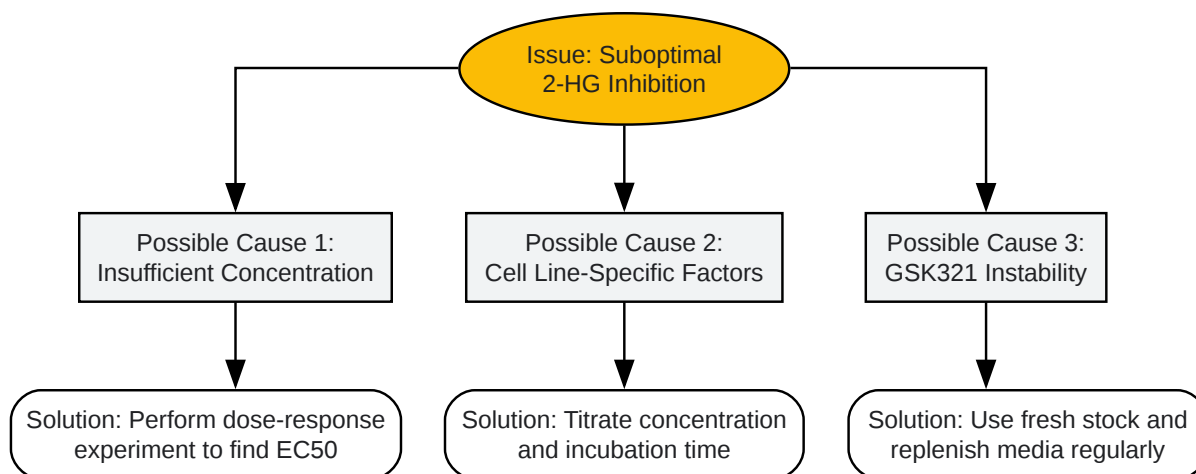 Issue: Suboptimal
2-HG Inhibition
Possible Cause 1:
Insufficient Concentration
Possible Cause 2:
Cell Line-Specific Factors
Possible Cause 3:
GSK321 Instability
Solution: Perform dose-response
experiment to find EC50
Solution: Titrate concentration
and incubation time
Solution: Use fresh stock and
replenish media regularly